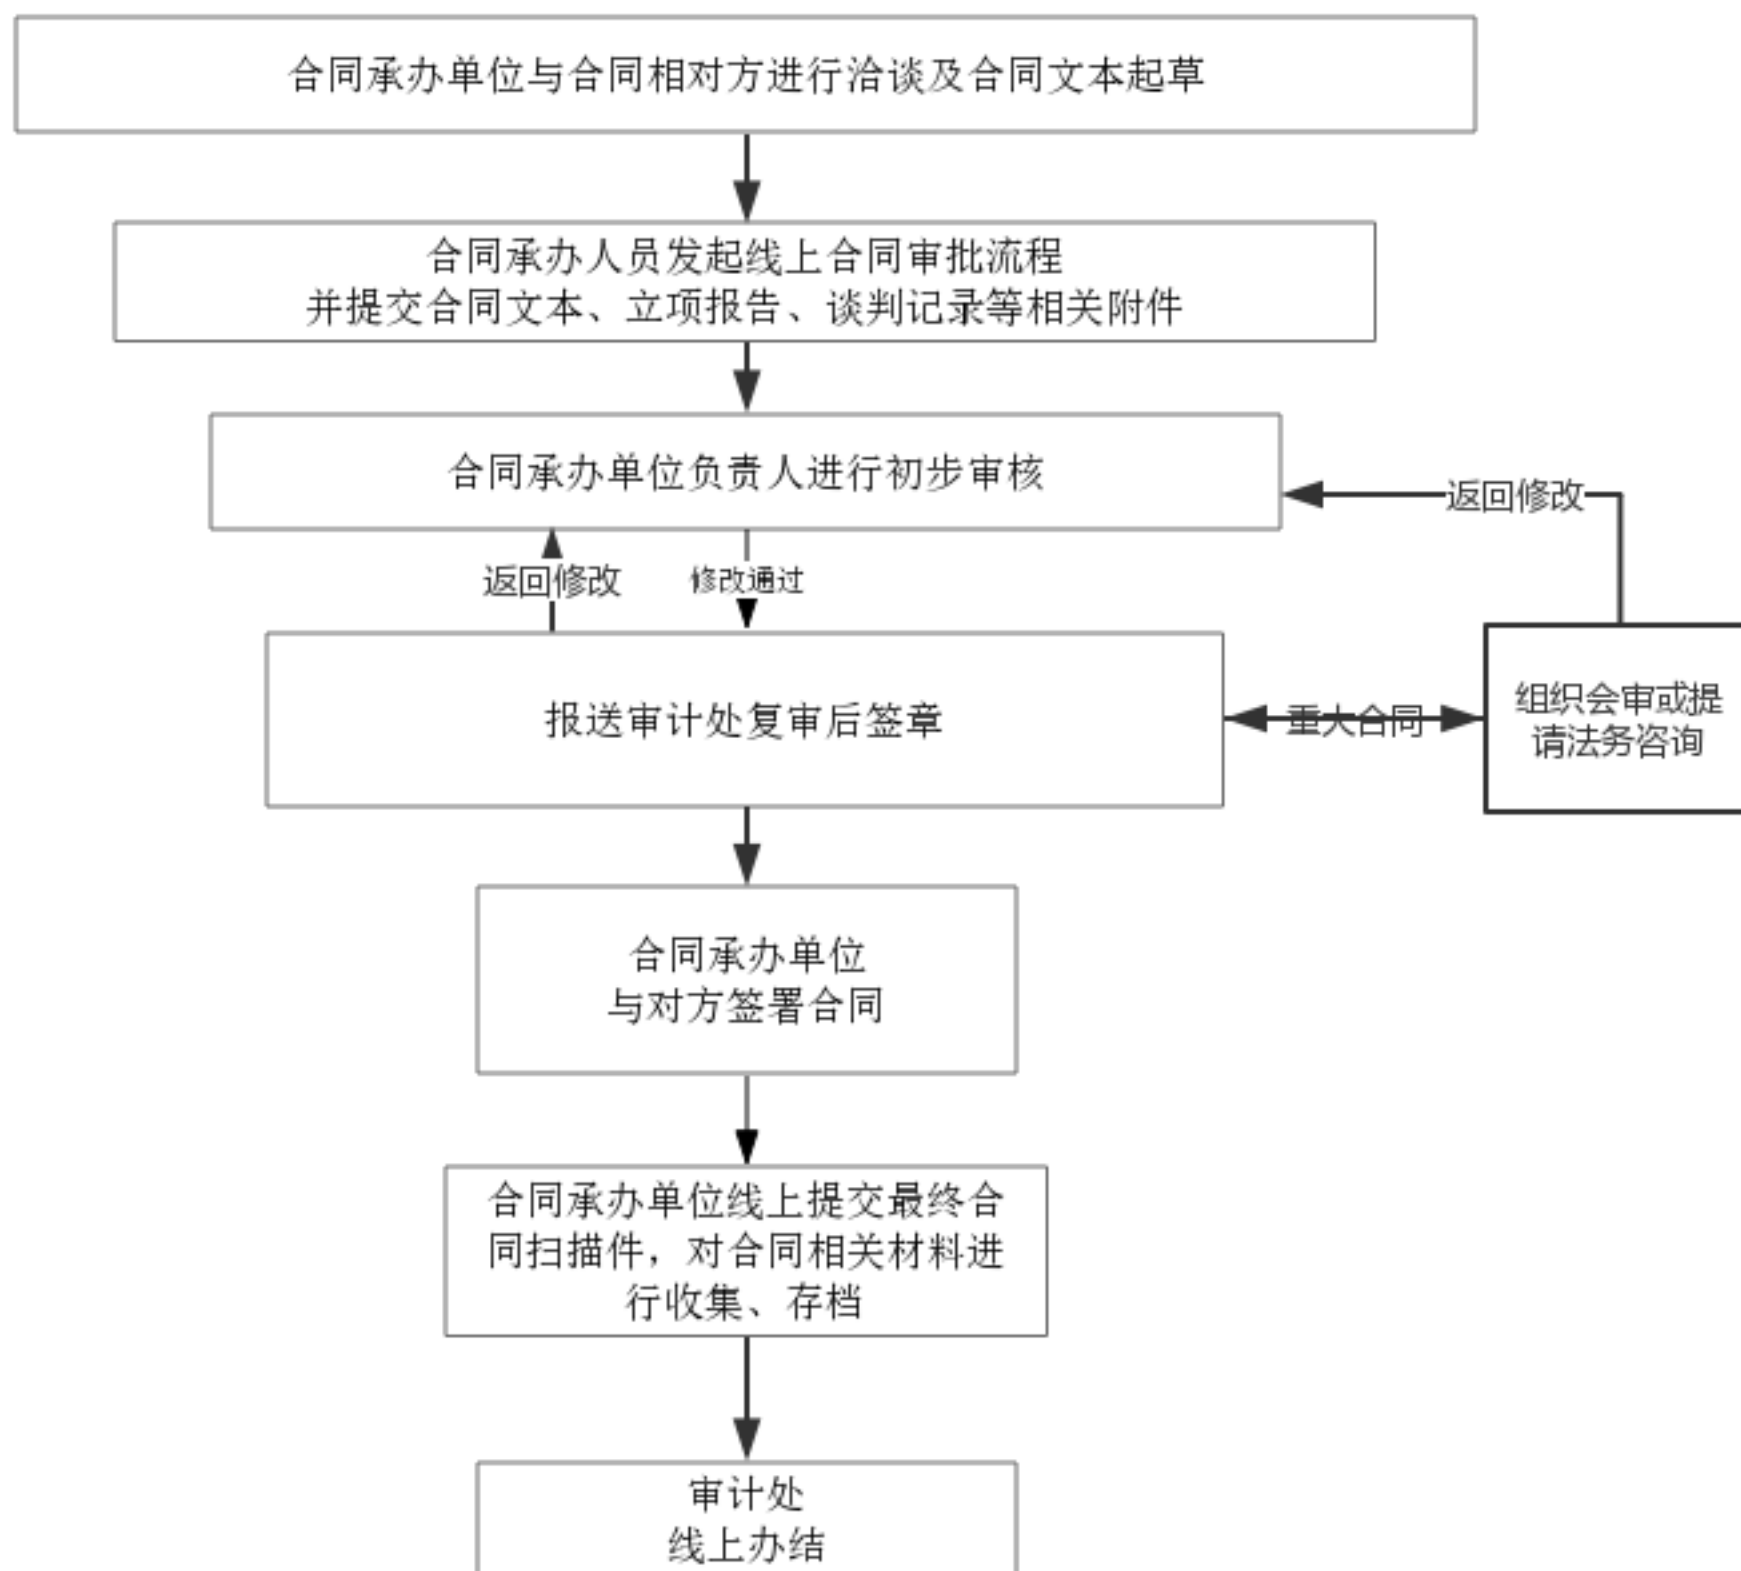 合同承办单位与合同相对方进行洽谈及合同文本起草
合同承办人员发起线上合同审批流程
并提交合同文本、立项报告、谈判记录等相关附件
合同承办单位负责人进行初步审核
返回修改
返回修改
修改通过
报送审计处复审后签章
重大合同
组织会审或提
请法务咨询
合同承办单位
与对方签署合同
合同承办单位线上提交最终合
同扫描件，对合同相关材料进
行收集、存档
审计处
线上办结